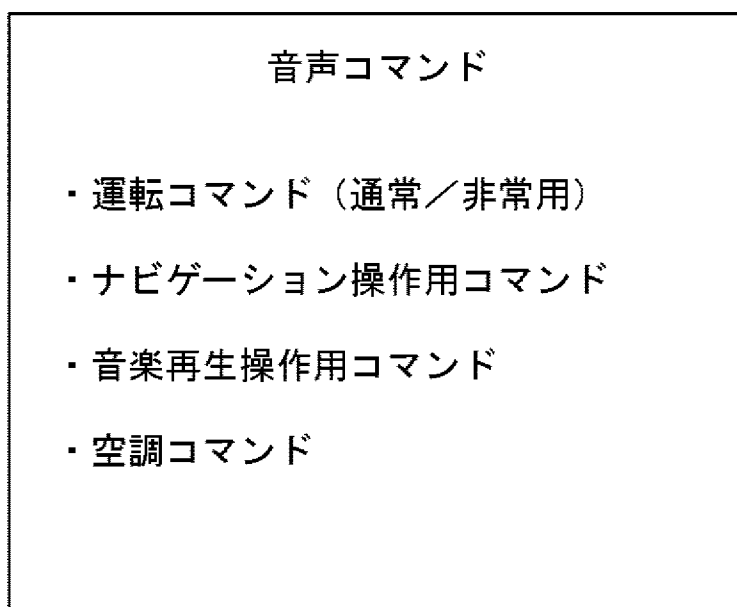 音声コマンド
・運転コマンド（通常／非常用）
・ナビゲーション操作用コマンド
・音楽再生操作用コマンド
・空調コマンド